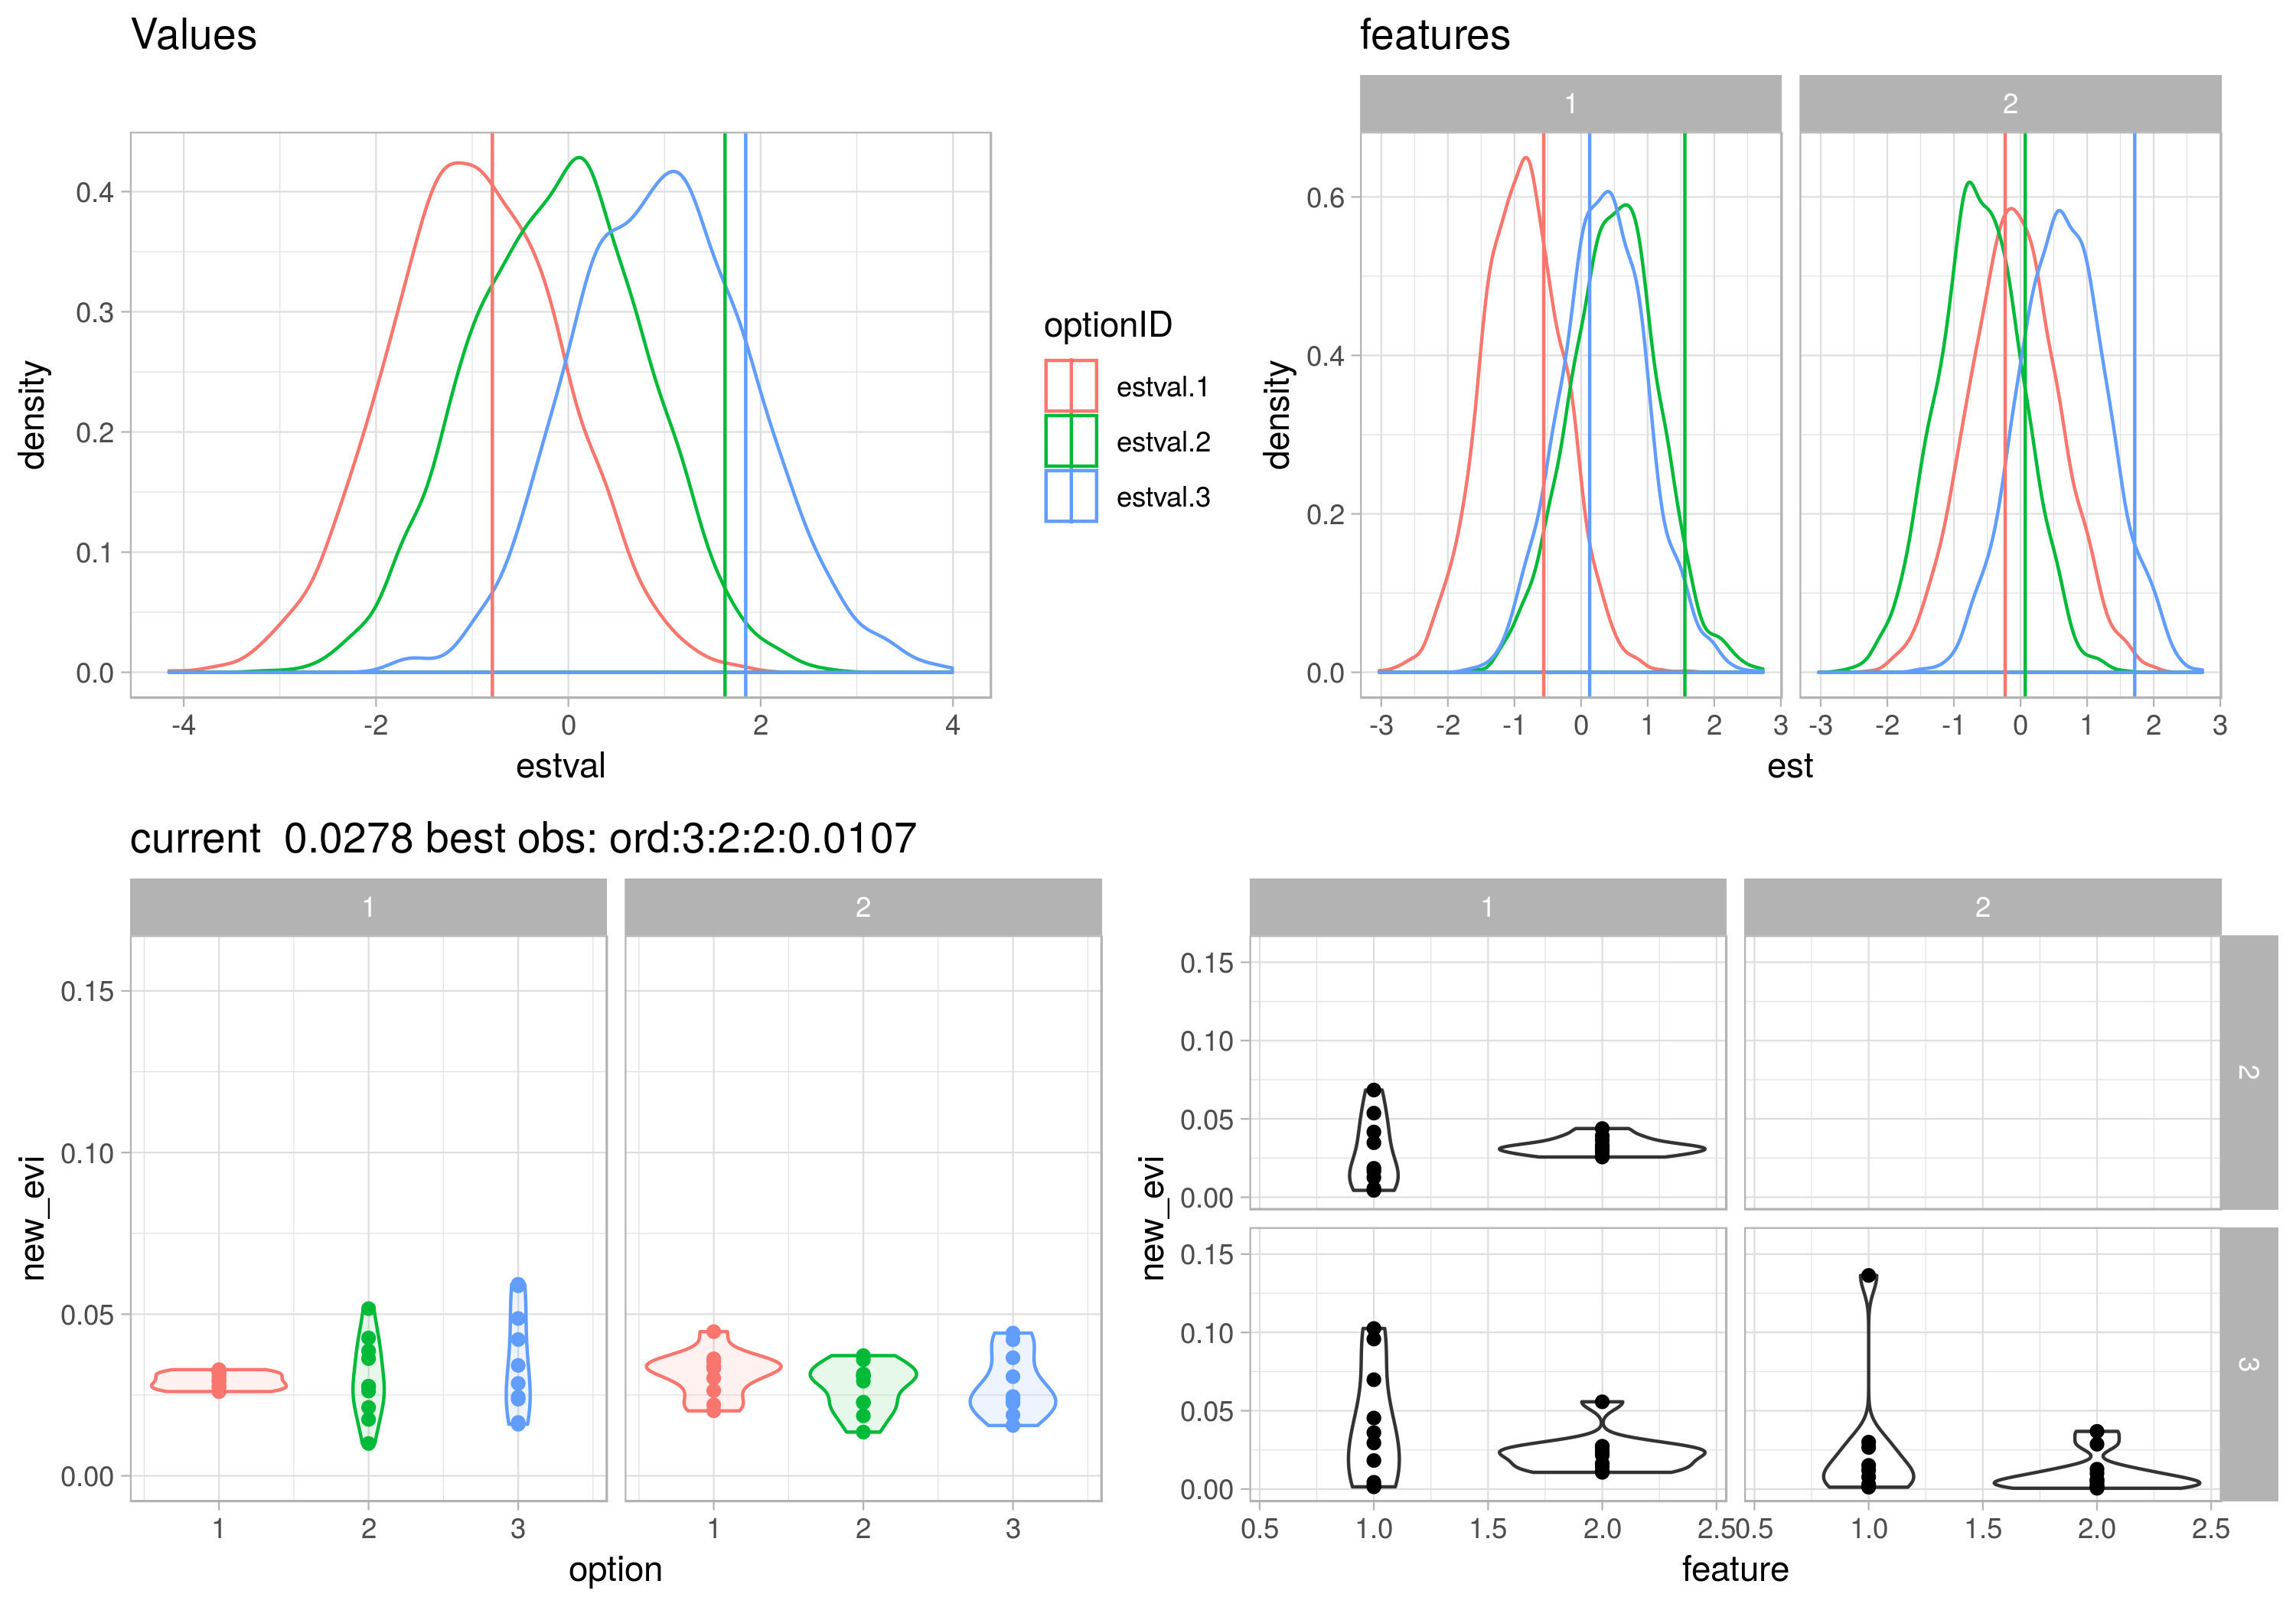 Values
0.4
0.3
0.2
0.1
0.0
density
-4 -2 0 2 4
estval
optionID
estval.1
estval.2
estval.3
features
1 2
0.6
0.4
0.2
0.0
density
-3 -2 -1 0 1 2 3 -3 -2 -1 0 1 2 3
est
current  0.0278 best obs: ord:3:2:2:0.0107
1 2
0.15
0.10
0.05
0.00
new_evi
1 2 3 1 2 3
option
1 2
0.15
0.10
0.05
0.00
2
0.15
0.10
0.05
0.00
3
new_evi
0.5 1.0 1.5 2.0 2.5 0.5 1.0 1.5 2.0 2.5
feature